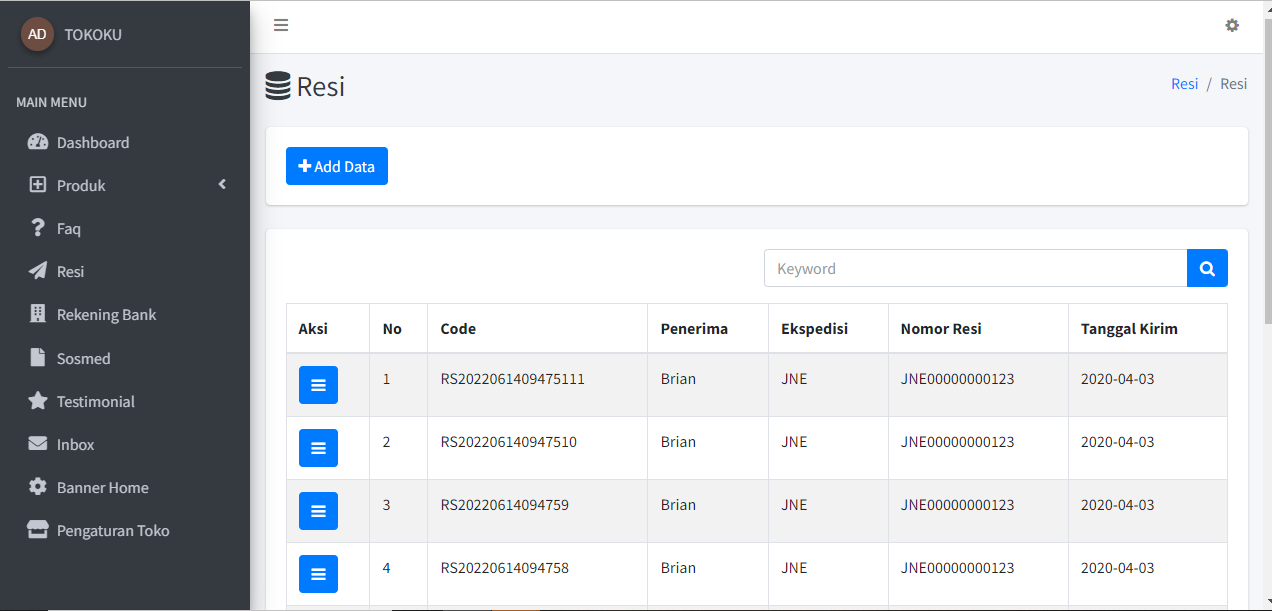 AD TOKOKU
MAIN MENU
Dashboard
Produk
Faq
Resi
Rekening Bank
Sosmed
Testimonial
Inbox
Banner Home
Pengaturan Toko
Resi
Resi / Resi
Add Data
Keyword
Aksi No Code Penerima Ekspedisi Nomor Resi Tanggal Kirim
1 RS2022061409475111 Brian JNE JNE00000000123 2020-04-03
2 RS202206140947510 Brian JNE JNE00000000123 2020-04-03
3 RS20220614094759 Brian JNE JNE00000000123 2020-04-03
4 RS20220614094758 Brian JNE JNE00000000123 2020-04-03